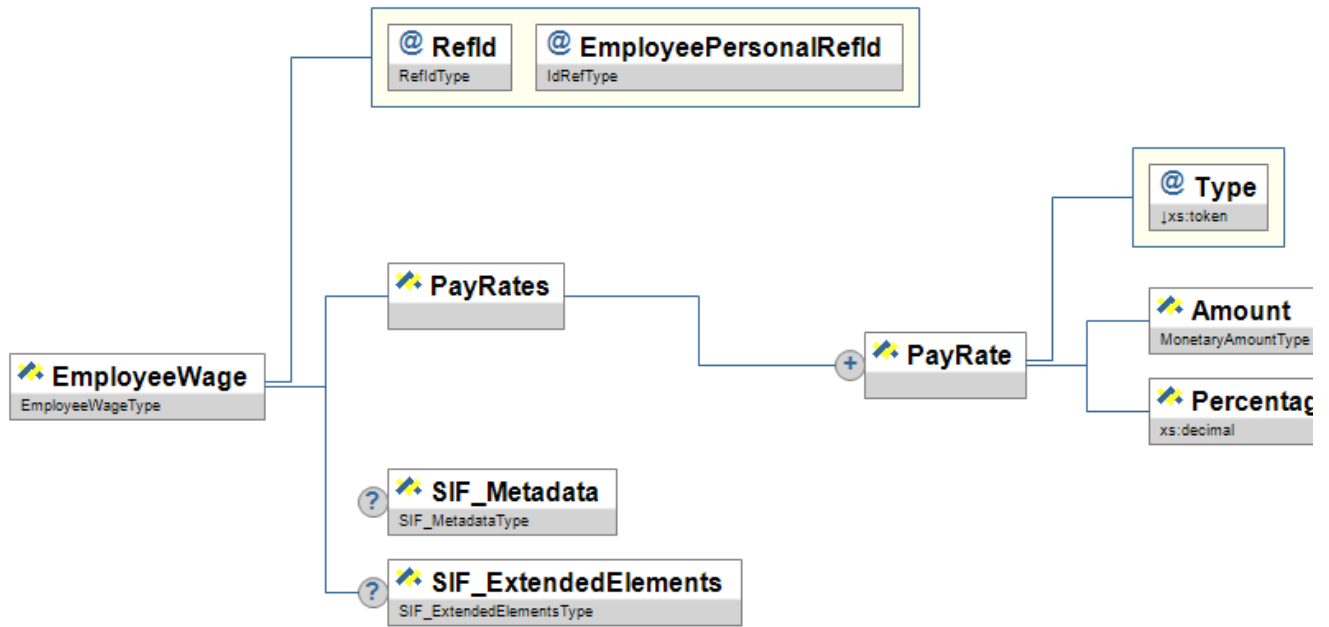 @ RefId
RefIdType
@ EmployeePersonalRefId
IdRefType
@ Type
↓xs:token
PayRates
Amount
MonetaryAmountType
+
PayRate
EmployeeWage
EmployeeWageType
Percentag
xs:decimal
? SIF_Metadata
SIF_MetadataType
? SIF_ExtendedElements
SIF_ExtendedElementsType